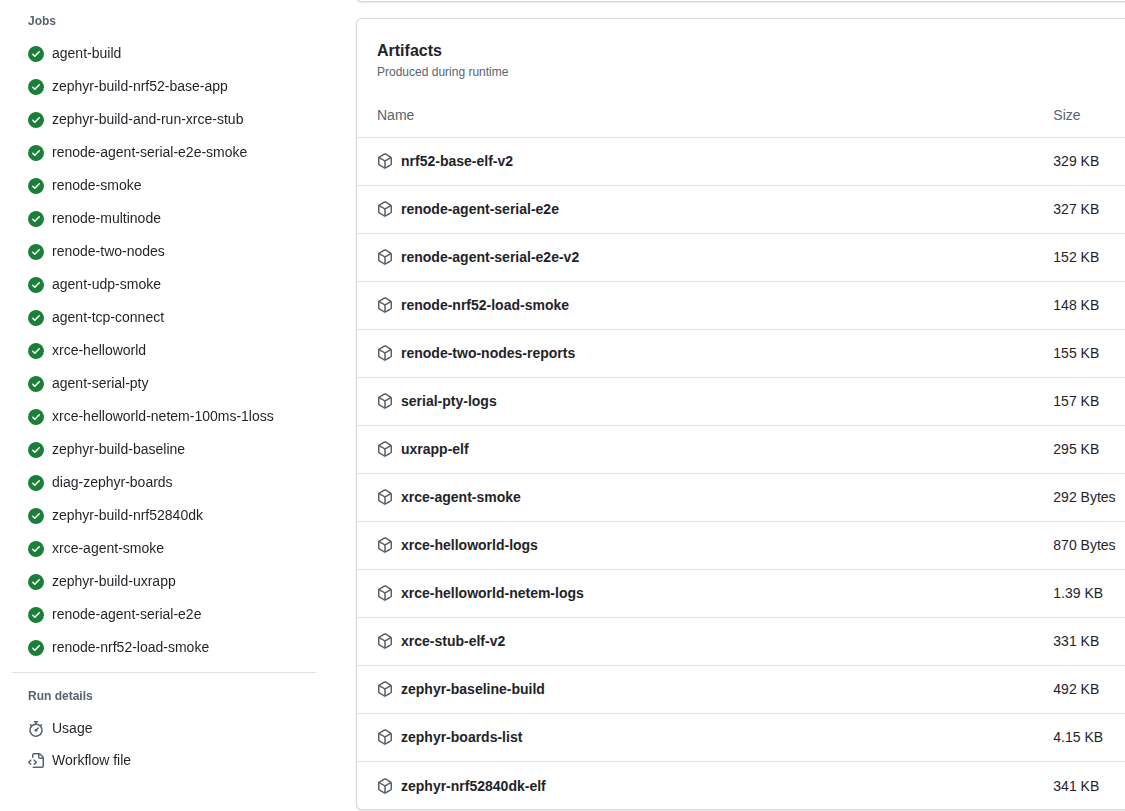 Jobs
agent-build
zephyr-build-nrf52-base-app
zephyr-build-and-run-xrce-stub
renode-agent-serial-e2e-smoke
renode-smoke
renode-multinode
renode-two-nodes
agent-udp-smoke
agent-tcp-connect
xrce-helloworld
agent-serial-pty
xrce-helloworld-netem-100ms-1loss
zephyr-build-baseline
diag-zephyr-boards
zephyr-build-nrf52840dk
xrce-agent-smoke
zephyr-build-uxrapp
renode-agent-serial-e2e
renode-nrf52-load-smoke
Run details
Usage
Workflow file
Artifacts
Produced during runtime
Name Size
nrf52-base-elf-v2 329 KB
renode-agent-serial-e2e 327 KB
renode-agent-serial-e2e-v2 152 KB
renode-nrf52-load-smoke 148 KB
renode-two-nodes-reports 155 KB
serial-pty-logs 157 KB
uxrapp-elf 295 KB
xrce-agent-smoke 292 Bytes
xrce-helloworld-logs 870 Bytes
xrce-helloworld-netem-logs 1.39 KB
xrce-stub-elf-v2 331 KB
zephyr-baseline-build 492 KB
zephyr-boards-list 4.15 KB
zephyr-nrf52840dk-elf 341 KB